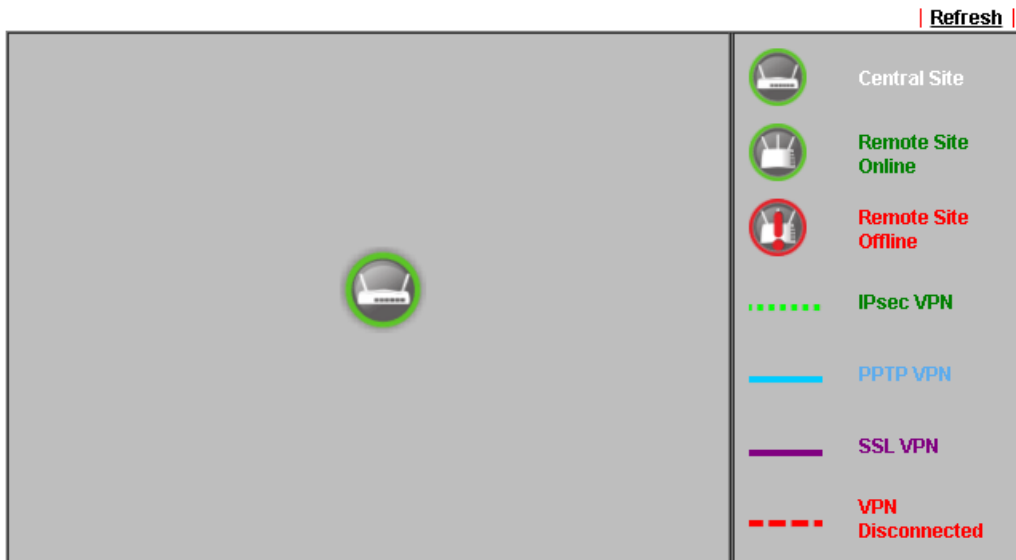 | Refresh |
Central Site
Remote Site
Online
Remote Site
Offline
IPsec VPN
PPTP VPN
SSL VPN
VPN
Disconnected